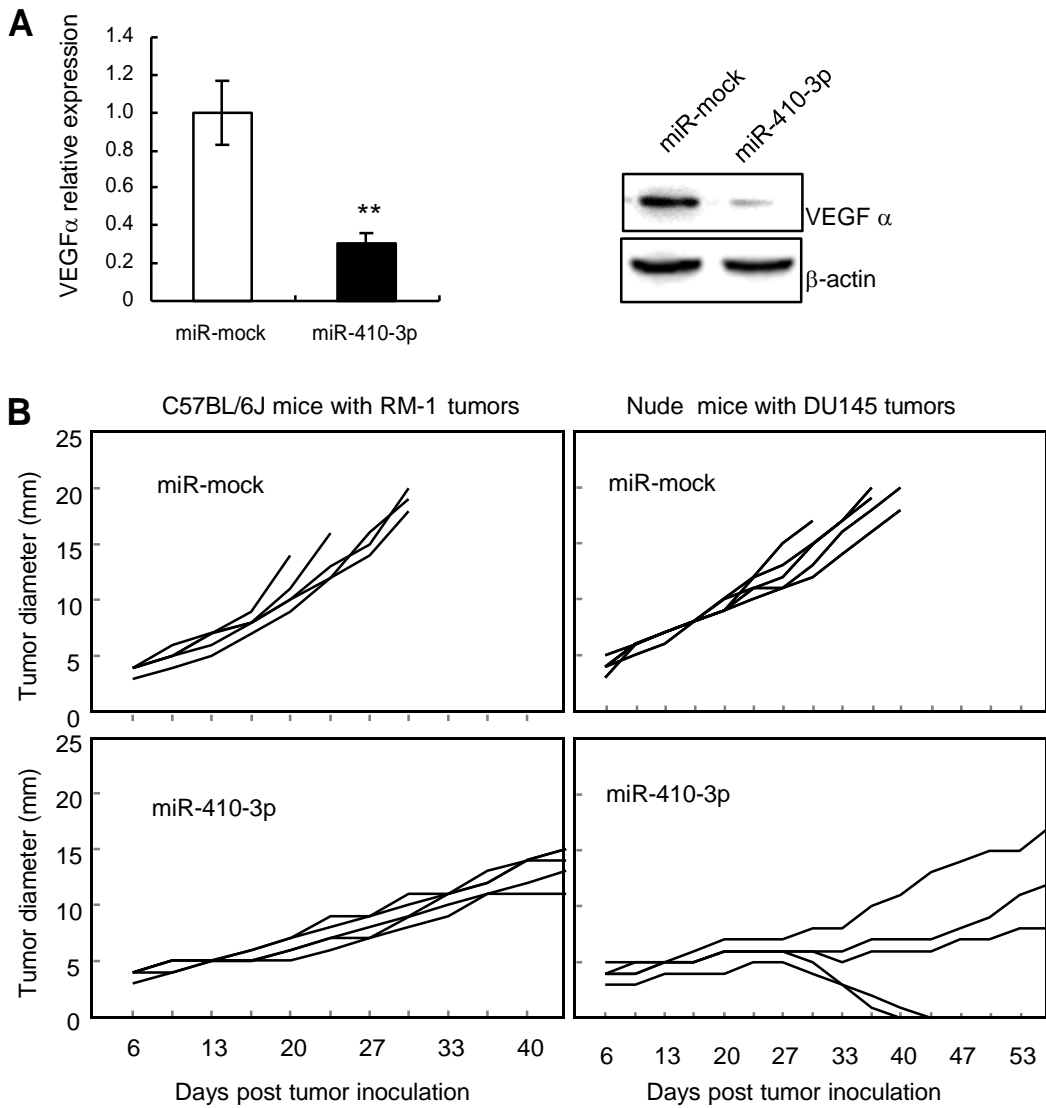 A
VEGFα relative expression
1.4
1.2
1.0
0.8
0.6
0.4
0.2
0
**
miR-mock
miR-410-3p
miR-mock
miR-410-3p
VEGF α
β-actin
B
C57BL/6J mice with RM-1 tumors
Nude mice with DU145 tumors
Tumor diameter (mm)
25
20
15
10
5
0
miR-mock
miR-mock
Tumor diameter (mm)
25
20
15
10
5
0
miR-410-3p
miR-410-3p
6 13 20 27 33 40
6 13 20 27 33 40 47 53
Days post tumor inoculation
Days post tumor inoculation